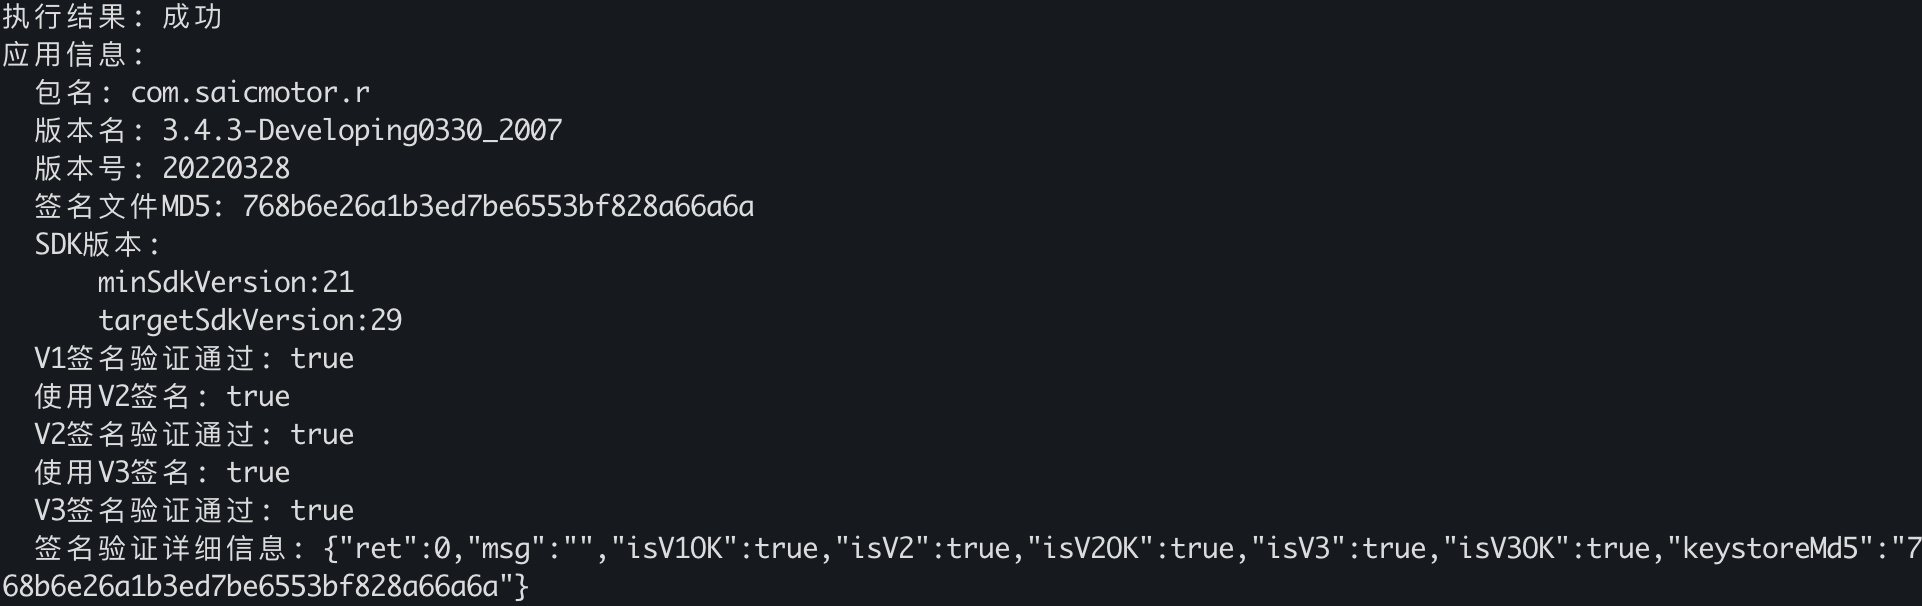 执行结果: 成功
应用信息:
包名: com.saicmotor.r
版本名: 3.4.3-Developing0330_2007
版本号: 20220328
签名文件MD5: 768b6e26a1b3ed7be6553bf828a66a6a
SDK版本:
minSdkVersion:21
targetSdkVersion:29
V1签名验证通过: true
使用V2签名: true
V2签名验证通过: true
使用V3签名: true
V3签名验证通过: true
签名验证详细信息: {"ret":0,"msg":"","isV1OK":true,"isV2":true,"isV2OK":true,"isV3":true,"isV3OK":true,"keystoreMd5":"7
68b6e26a1b3ed7be6553bf828a66a6a"}